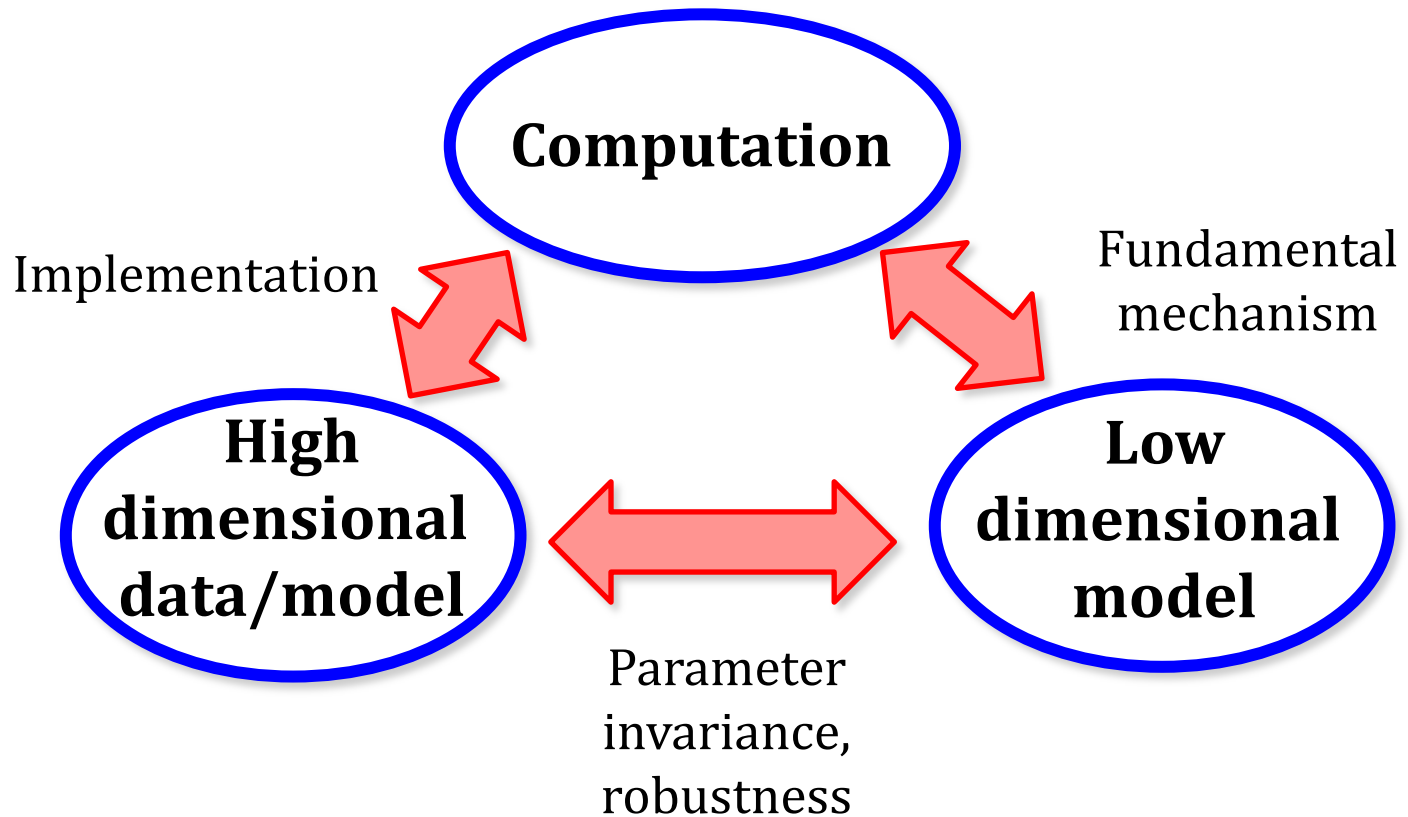 Computation
Implementation
Fundamental
mechanism
High
dimensional
data/model
Low
dimensional
model
Parameter
invariance,
robustness